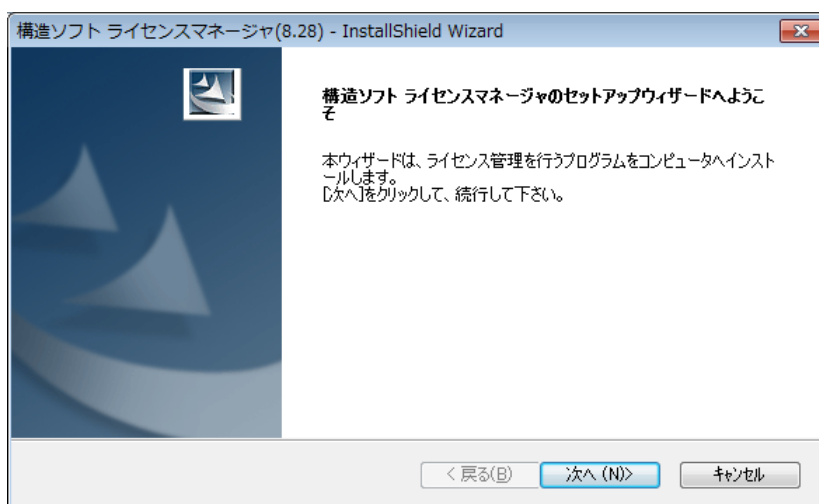 構造ソフト ライセンスマネージャ(8.28) - InstallShield Wizard
構造ソフト ライセンスマネージャのセットアップウィザードへようこ
そ
本ウィザードは、ライセンス管理を行うプログラムをコンピュータへインスト
ールします。
[次へ]をクリックして、続行して下さい。
< 戻る(B)
次へ (N)>
キャンセル